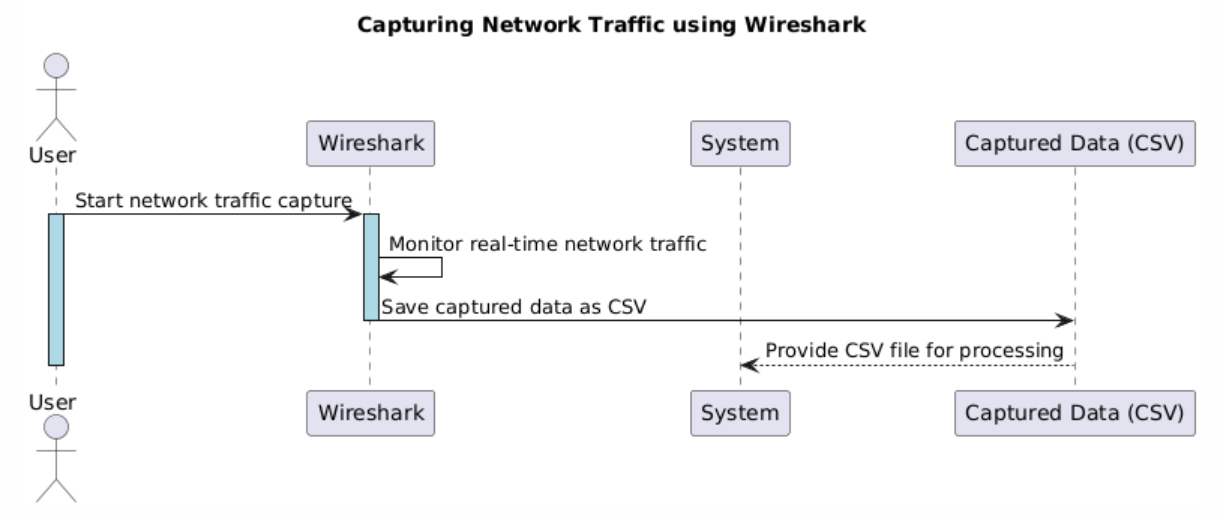 Capturing Network Traffic using Wireshark
User
Wireshark
System
Captured Data (CSV)
Start network traffic capture
Monitor real-time network traffic
Save captured data as CSV
Provide CSV file for processing
User
Wireshark
System
Captured Data (CSV)